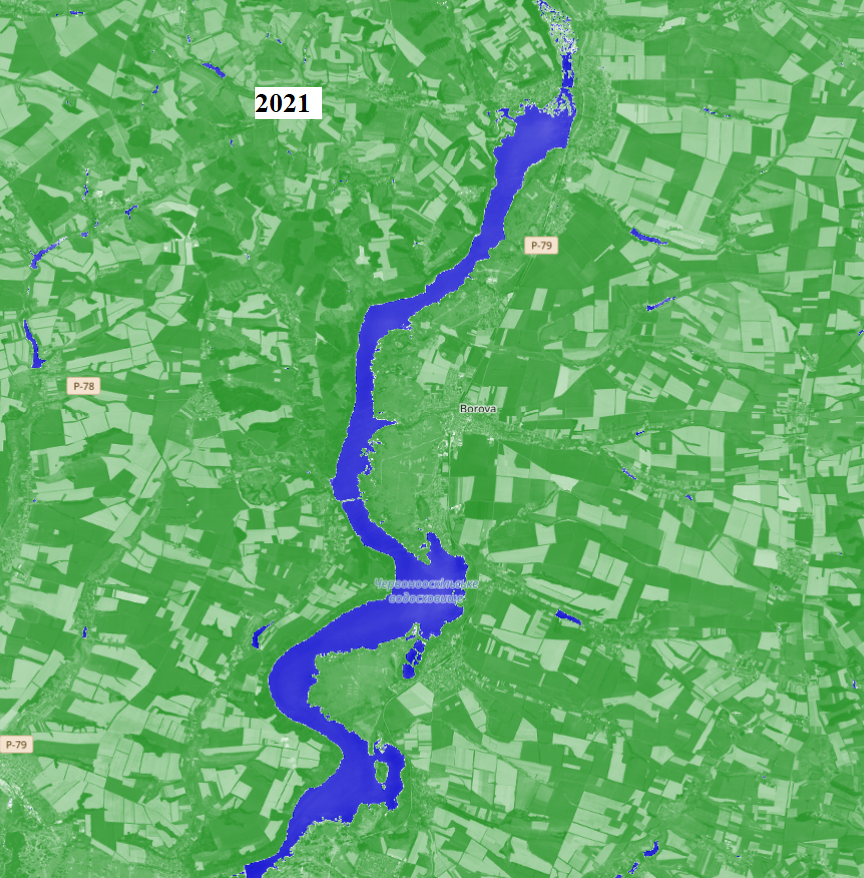 2021
P-79
P-78
Borova
Червонооскільське
водосховище
P-79